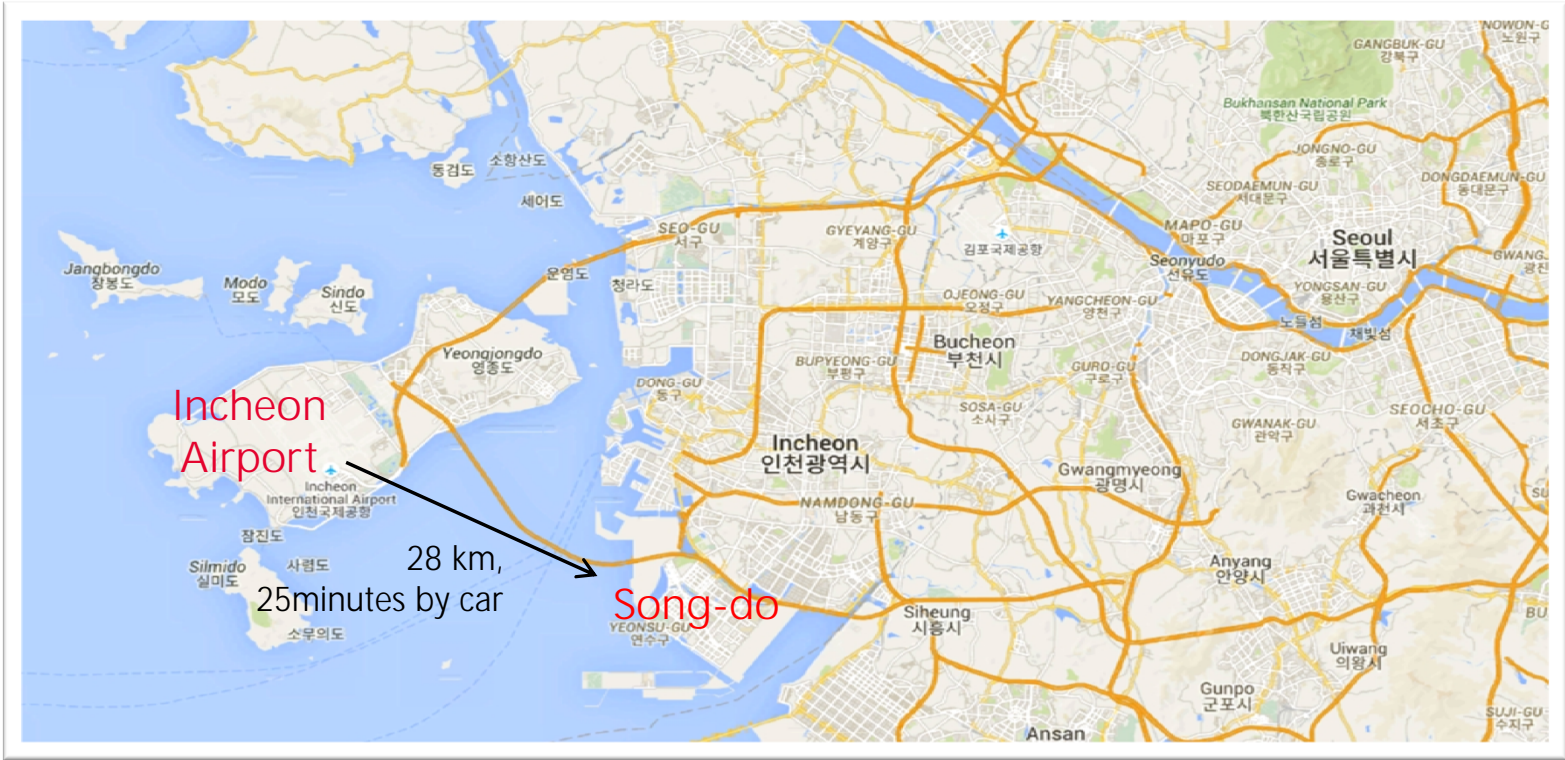 NOWON-G
노원구
GANGBUK-GU
강북구
Bukhansan National Park
북한산국립공원
JONGNO-GU
종로구
DONGDAEMUN-GU
동대문구
SEODAEMUN-GU
서대문구
소항산도
동검도
세어도
MAPO-GU
마포구
SEO-GU
서구
GYEYANG-GU
계양구
김포국제공항
Seoul
서울특별시
GWANG
광진
Seonyudo
선유도
Jangbongdo
장봉도
Modo
모도
Sindo
신도
운염도
청라도
YONGSAN-GU
용산구
OJEONG-GU
오정구
YANGCHEON-GU
양천구
노들섬
채빛섬
Yeongjongdo
영종도
Bucheon
부천시
BUPYEONG-GU
부평구
GURO-GU
구로구
DONGJAK-GU
동작구
DONG-GU
동구
Incheon
Airport
SOSA-GU
소사구
SEOCHO-GU
서초구
GWANAK-GU
관악구
Incheon
인천광역시
Gwangmyeong
광명시
Incheon
International Airport
인천국제공항
NAMDONG-GU
남동구
Gwacheon
과천시
SU
잠진도
Silmido
실미도
사렴도
28 km,
25minutes by car
Anyang
안양시
Song-do
YEONSU-GU
연수구
Siheung
시흥시
BU
소무의도
Uiwang
의왕시
Gunpo
군포시
SUJI-GU
수지구
Ansan